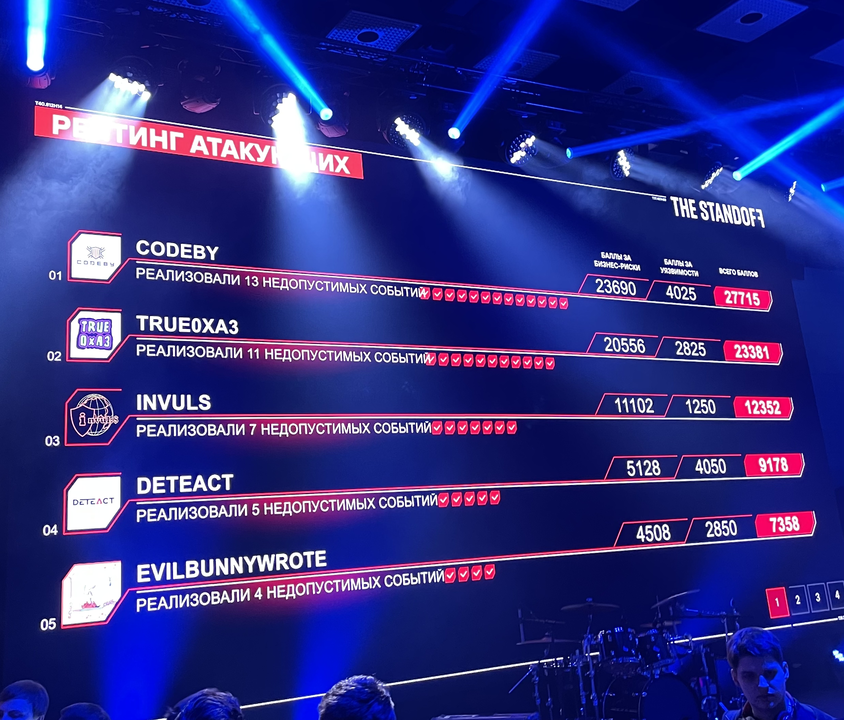 РЕЙТИНГ АТАКУЮЩИХ
THE STANDOFF
БАЛЛЫ ЗА БИЗНЕС-РИСКИ
БАЛЛЫ ЗА УЯЗВИМОСТИ
ВСЕГО БАЛЛОВ
01
CODEBY
CODEBY
РЕАЛИЗОВАЛИ 13 НЕДОПУСТИМЫХ СОБЫТИЙ
23690 4025 27715
02
TRUE
0XA3
TRUE0XA3
РЕАЛИЗОВАЛИ 11 НЕДОПУСТИМЫХ СОБЫТИЙ
20556 2825 23381
03
invuls
INVULS
РЕАЛИЗОВАЛИ 7 НЕДОПУСТИМЫХ СОБЫТИЙ
11102 1250 12352
04
DETEACT
DETEACT
РЕАЛИЗОВАЛИ 5 НЕДОПУСТИМЫХ СОБЫТИЙ
5128 4050 9178
05
EVILBUNNYWROTE
РЕАЛИЗОВАЛИ 4 НЕДОПУСТИМЫХ СОБЫТИЙ
4508 2850 7358
1 2 3 4